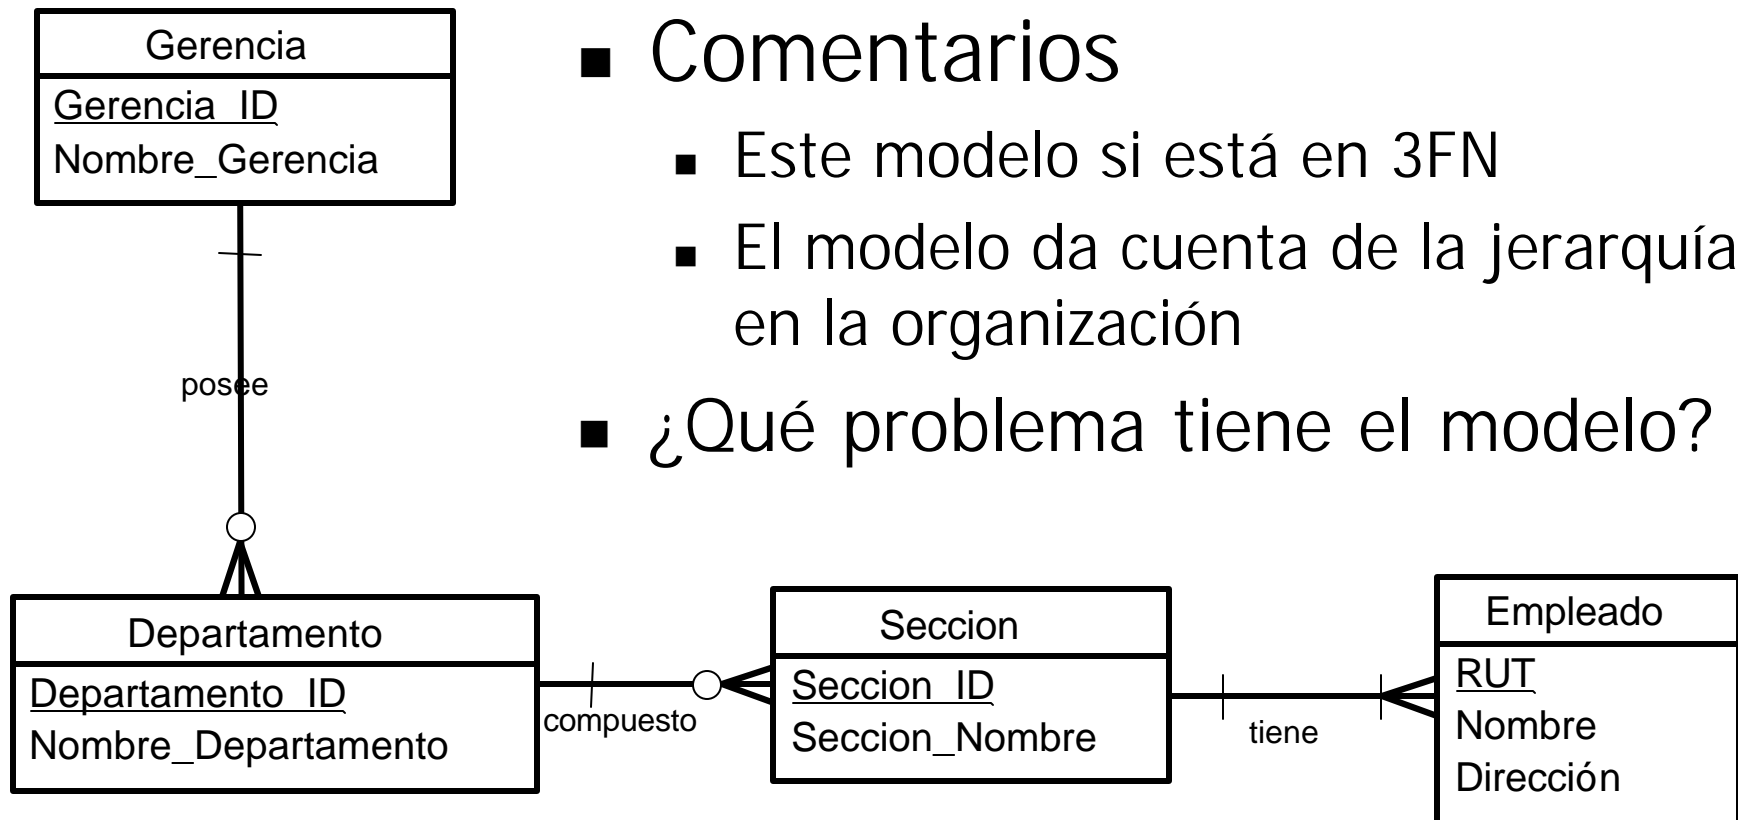 Gerencia
Gerencia_ID
Nombre_Gerencia
■ Comentarios
■ Este modelo si está en 3FN
■ El modelo da cuenta de la jerarquía
en la organización
posee
■ ¿Qué problema tiene el modelo?
Departamento
Departamento_ID
Nombre_Departamento
compuesto
Seccion
Seccion_ID
Seccion_Nombre
tiene
Empleado
RUT
Nombre
Dirección